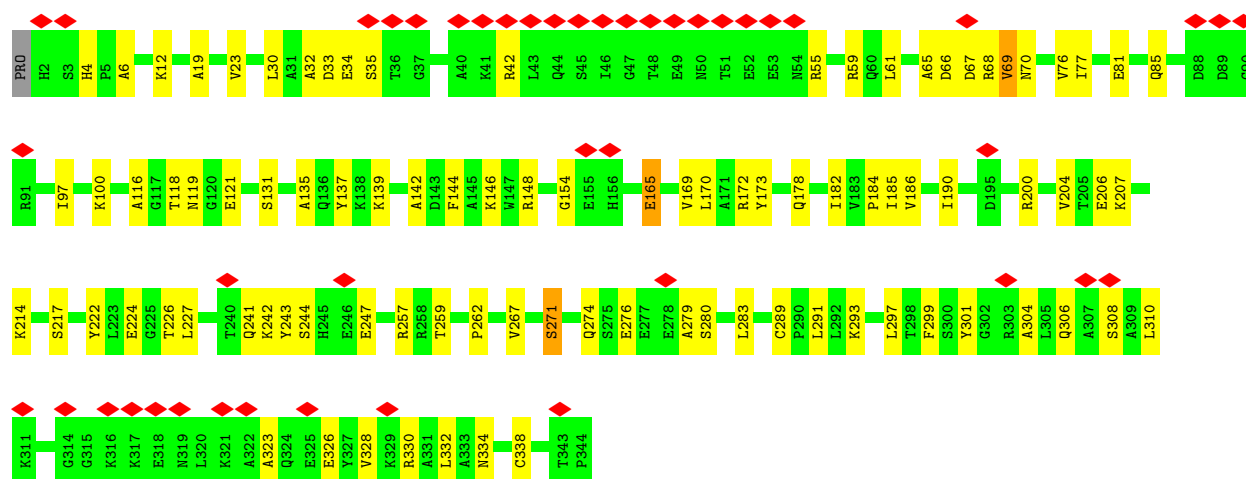 PRO H2 S3 H4 P5 A6 K12 A19 V23 L30 A31 A32 D33 E34 S35 T36 G37 A40 K41 R42 L43 Q44 S45 I46 G47 T48 E49 N50 T51 E52 E53 N54 R55 R59 Q60 L61 A65 D66 D67 R68 V69 N70 V76 I77 E81 Q85 D88 D89 G90
R91 I97 K100 A116 G117 T118 N119 G120 E121 S131 A135 Q136 Y137 K138 K139 A142 D143 F144 A145 K146 W147 R148 G154 E155 H156 E165 V169 L170 A171 R172 Y173 Q178 I182 V183 P184 I185 V186 I190 D195 R200 V204 T205 E206 K207
K214 S217 Y222 L223 E224 G225 T226 L227 T240 Q241 K242 Y243 S244 H245 E246 E247 R257 R258 T259 P262 V267 S271 Q274 S275 E276 E277 E278 A279 S280 L283 C289 P290 L291 L292 K293 L297 T298 F299 S300 Y301 G302 R303 A304 L305 Q306 A307 S308 A309 L310
K311 G314 G315 K316 K317 E318 N319 L320 K321 A322 A323 Q324 E325 E326 Y327 V328 K329 R330 A331 L332 A333 N334 C338 T343 P344